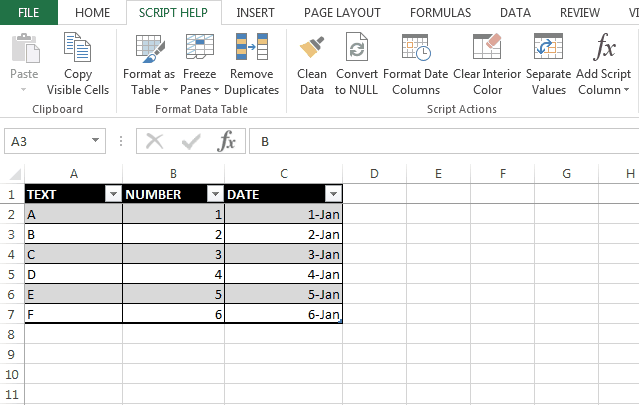 FILE HOME SCRIPT HELP INSERT PAGE LAYOUT FORMULAS DATA REVIEW VI
Paste Copy Format as Freeze Remove Clean Convert Format Date Clear Interior Separate Add Script
Visible Cells Table Panes Duplicates Data to NULL Columns Color Values Column
Clipboard Format Data Table Script Actions
A3 fx B
A B C D E F G H
1 TEXT NUMBER DATE
2 A 1 1-Jan
3 B 2 2-Jan
4 C 3 3-Jan
5 D 4 4-Jan
6 E 5 5-Jan
7 F 6 6-Jan
8
9
10
11